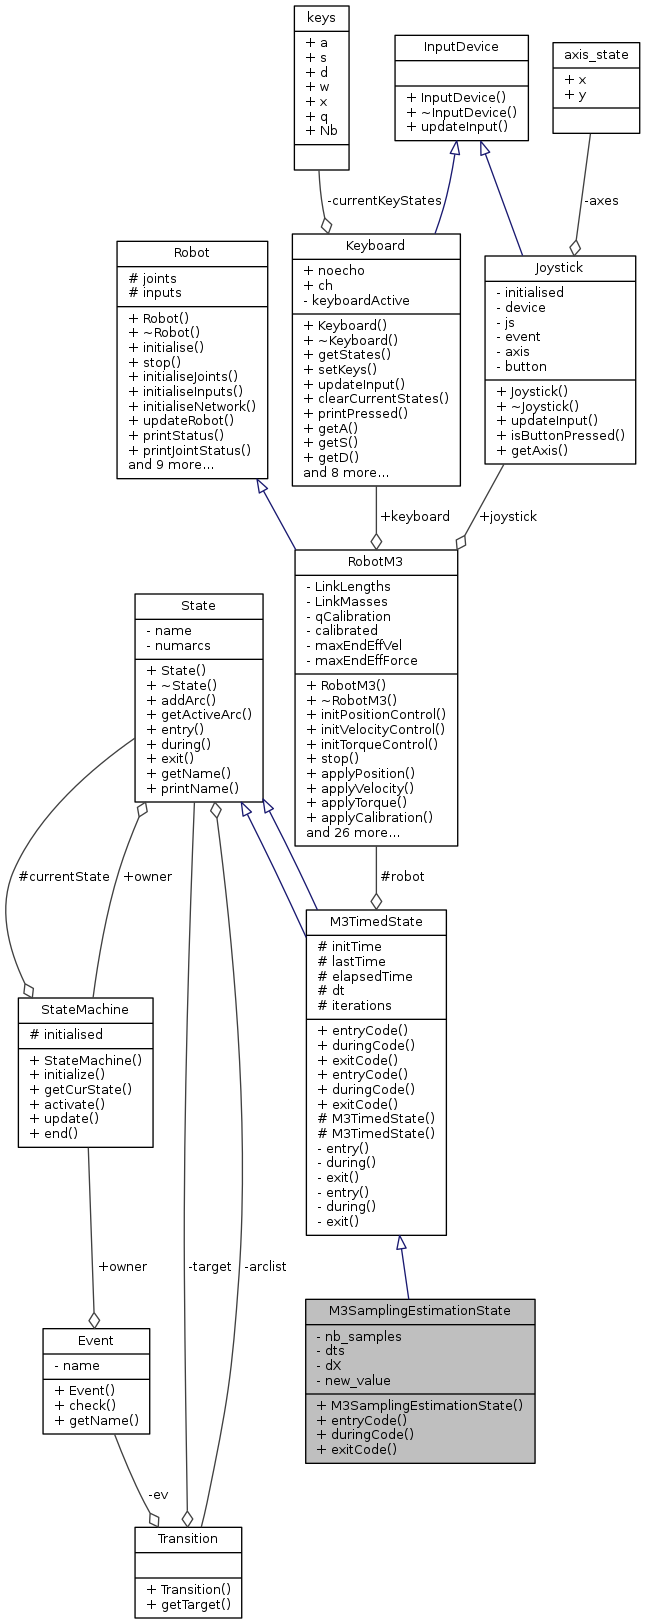 keys
+ a
+ s
+ d
+ w
+ x
+ q
+ Nb
InputDevice
+ InputDevice()
+ ~InputDevice()
+ updateInput()
axis_state
+ x
+ y
-currentKeyStates
-axes
Robot
# joints
# inputs
+ Robot()
+ ~Robot()
+ initialise()
+ stop()
+ initialiseJoints()
+ initialiseInputs()
+ initialiseNetwork()
+ updateRobot()
+ printStatus()
+ printJointStatus()
and 9 more...
Keyboard
+ noecho
+ ch
- keyboardActive
+ Keyboard()
+ ~Keyboard()
+ getStates()
+ setKeys()
+ updateInput()
+ clearCurrentStates()
+ printPressed()
+ getA()
+ getS()
+ getD()
and 8 more...
Joystick
- initialised
- device
- js
- event
- axis
- button
+ Joystick()
+ ~Joystick()
+ updateInput()
+ isButtonPressed()
+ getAxis()
+keyboard
+joystick
RobotM3
- LinkLengths
- LinkMasses
- qCalibration
- calibrated
- maxEndEffVel
- maxEndEffForce
+ RobotM3()
+ ~RobotM3()
+ initPositionControl()
+ initVelocityControl()
+ initTorqueControl()
+ stop()
+ applyPosition()
+ applyVelocity()
+ applyTorque()
+ applyCalibration()
and 26 more...
State
- name
- numarcs
+ State()
+ ~State()
+ addArc()
+ getActiveArc()
+ entry()
+ during()
+ exit()
+ getName()
+ printName()
#currentState
+owner
#robot
M3TimedState
# initTime
# lastTime
# elapsedTime
# dt
# iterations
+ entryCode()
+ duringCode()
+ exitCode()
+ entryCode()
+ duringCode()
+ exitCode()
# M3TimedState()
# M3TimedState()
- entry()
- during()
- exit()
- entry()
- during()
- exit()
StateMachine
# initialised
+ StateMachine()
+ initialize()
+ getCurState()
+ activate()
+ update()
+ end()
+owner
-target
-arclist
M3SamplingEstimationState
- nb_samples
- dts
- dX
- new_value
+ M3SamplingEstimationState()
+ entryCode()
+ duringCode()
+ exitCode()
Event
- name
+ Event()
+ check()
+ getName()
-ev
Transition
+ Transition()
+ getTarget()